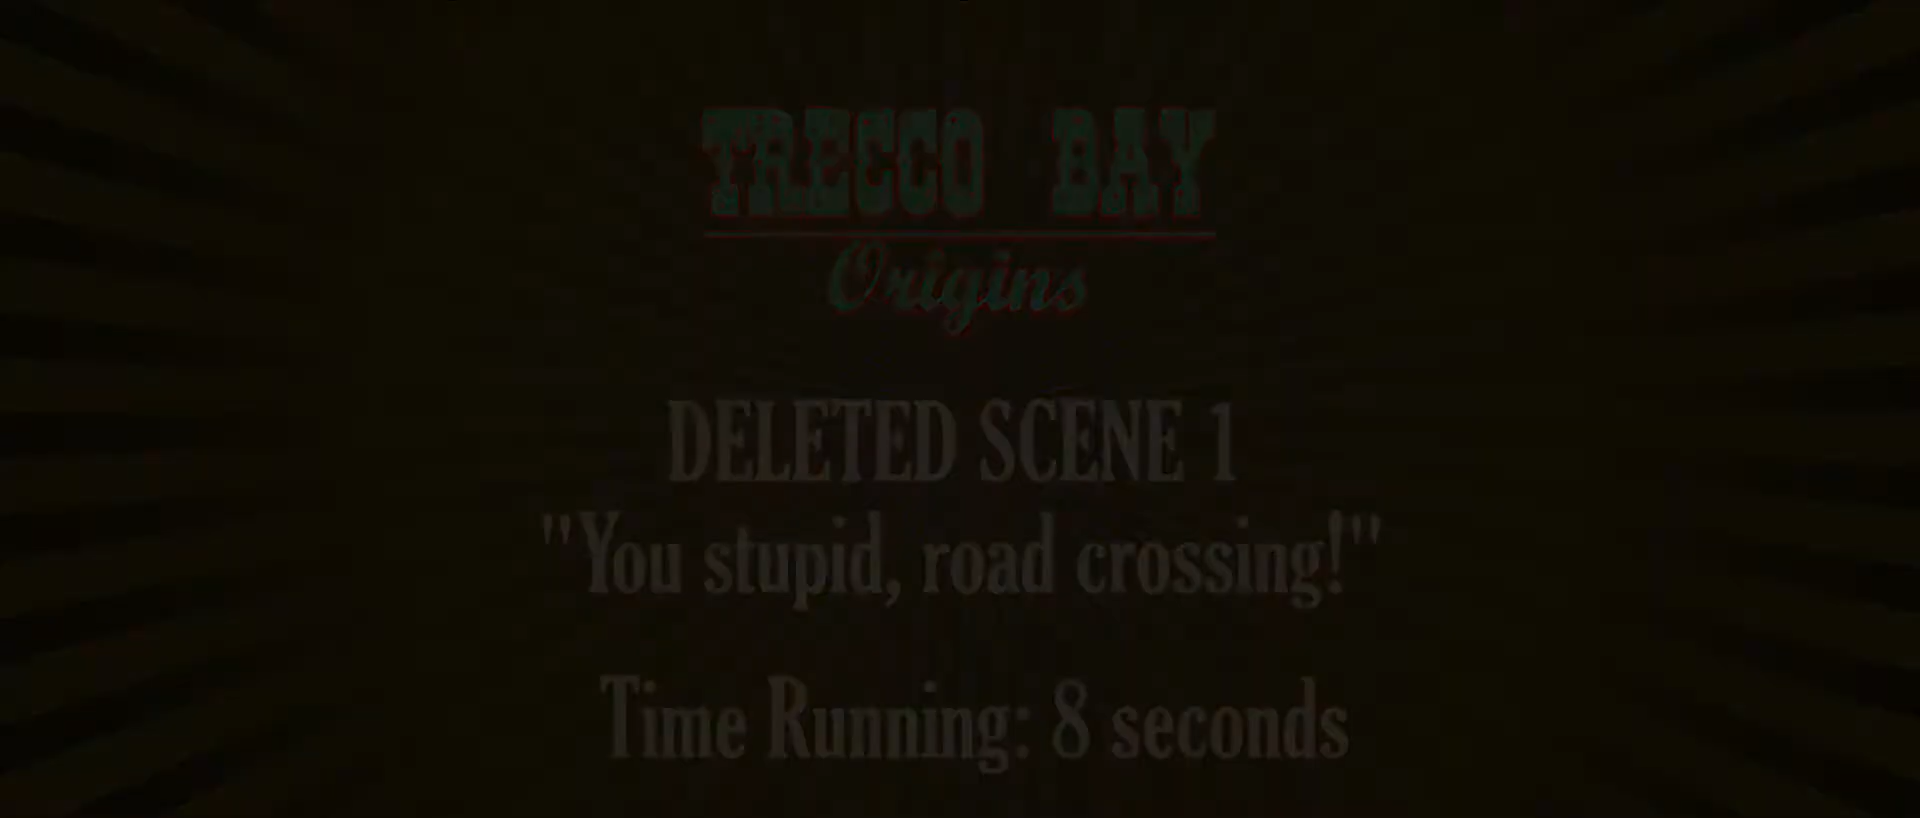 TRECCO BAY
Origins
DELETED SCENE 1
"You stupid, road crossing!"
Time Running: 8 seconds